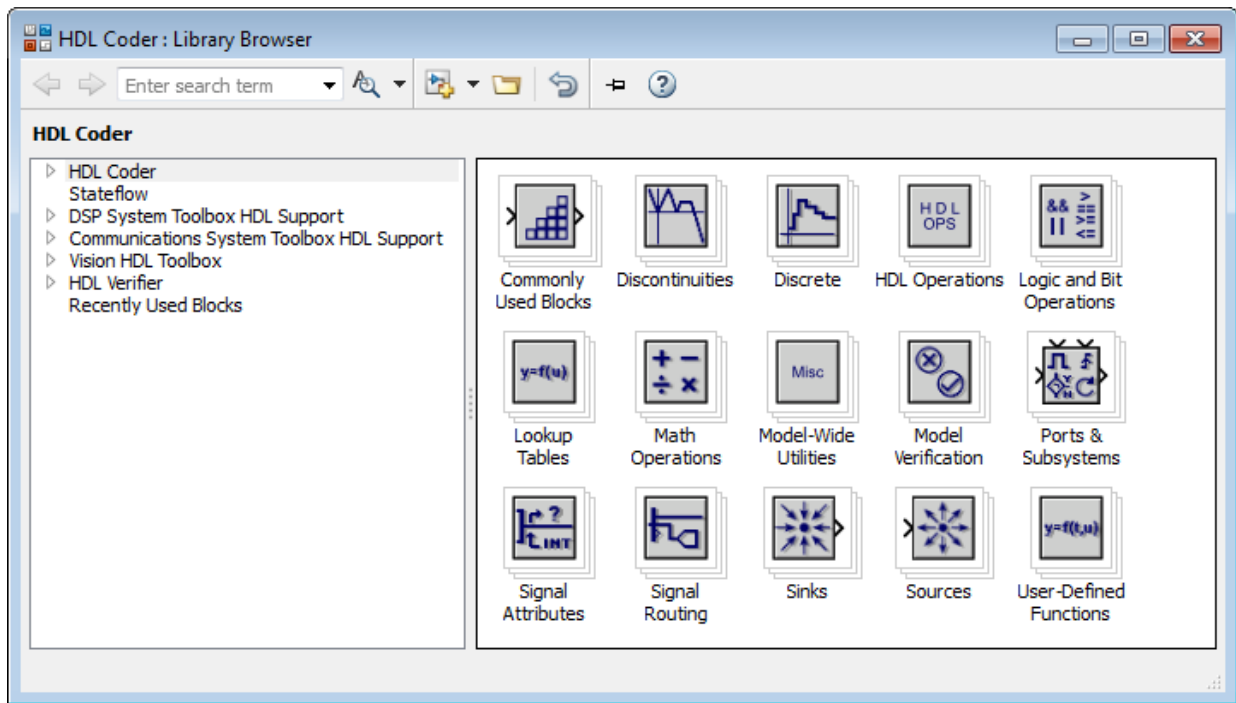 HDL Coder : Library Browser
Enter search term
HDL Coder
HDL Coder
Stateflow
DSP System Toolbox HDL Support
Communications System Toolbox HDL Support
Vision HDL Toolbox
HDL Verifier
Recently Used Blocks
HDL OPS
&& || > == >= <=
Commonly Used Blocks
Discontinuities
Discrete
HDL Operations
Logic and Bit Operations
y=f(u)
+ − ÷ ×
Misc
Lookup Tables
Math Operations
Model-Wide Utilities
Model Verification
Ports & Subsystems
? INT
y=f(t,u)
Signal Attributes
Signal Routing
Sinks
Sources
User-Defined Functions